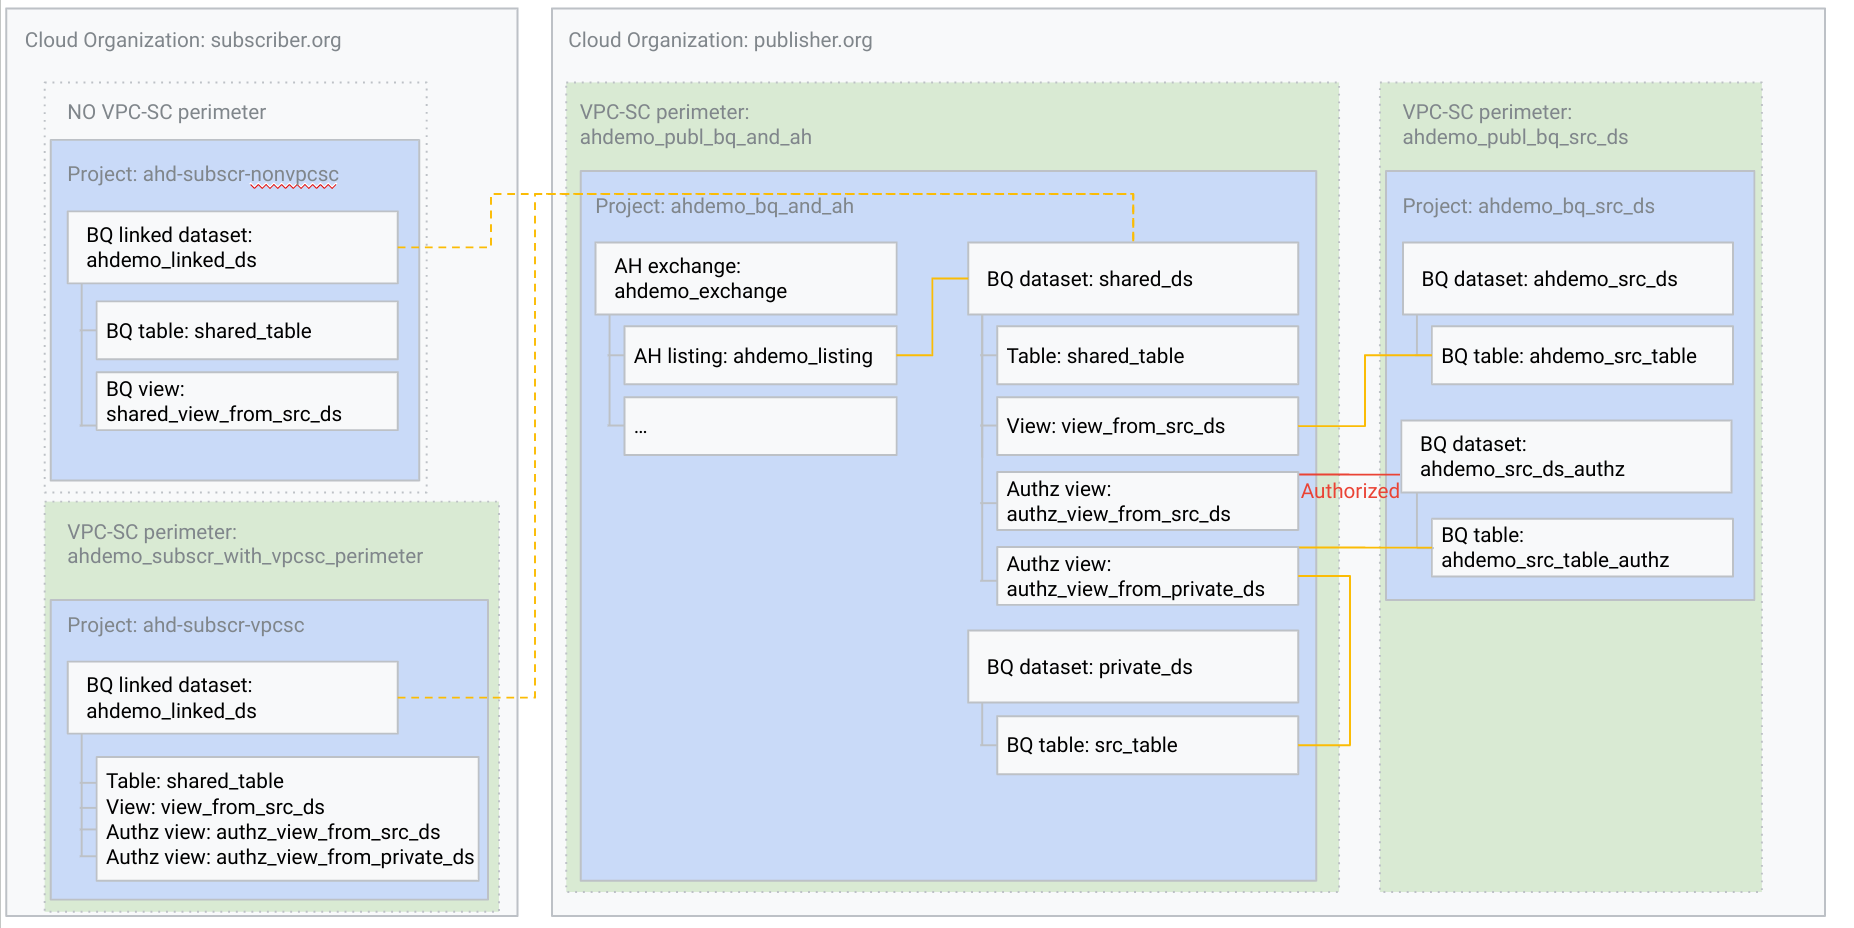 Cloud Organization: subscriber.org
NO VPC-SC perimeter
Project: ahd-subscr-nonvpcsc
BQ linked dataset:
ahdemo_linked_ds
BQ table: shared_table
BQ view:
shared_view_from_src_ds
VPC-SC perimeter:
ahdemo_subscr_with_vpcsc_perimeter
Project: ahd-subscr-vpcsc
BQ linked dataset:
ahdemo_linked_ds
Table: shared_table
View: view_from_src_ds
Authz view: authz_view_from_src_ds
Authz view: authz_view_from_private_ds
Cloud Organization: publisher.org
VPC-SC perimeter:
ahdemo_publ_bq_and_ah
Project: ahdemo_bq_and_ah
AH exchange:
ahdemo_exchange
AH listing: ahdemo_listing
...
BQ dataset: shared_ds
Table: shared_table
View: view_from_src_ds
Authz view:
authz_view_from_src_ds
Authz view:
authz_view_from_private_ds
BQ dataset: private_ds
BQ table: src_table
Authorized
VPC-SC perimeter:
ahdemo_publ_bq_src_ds
Project: ahdemo_bq_src_ds
BQ dataset: ahdemo_src_ds
BQ table: ahdemo_src_table
BQ dataset:
ahdemo_src_ds_authz
BQ table:
ahdemo_src_table_authz